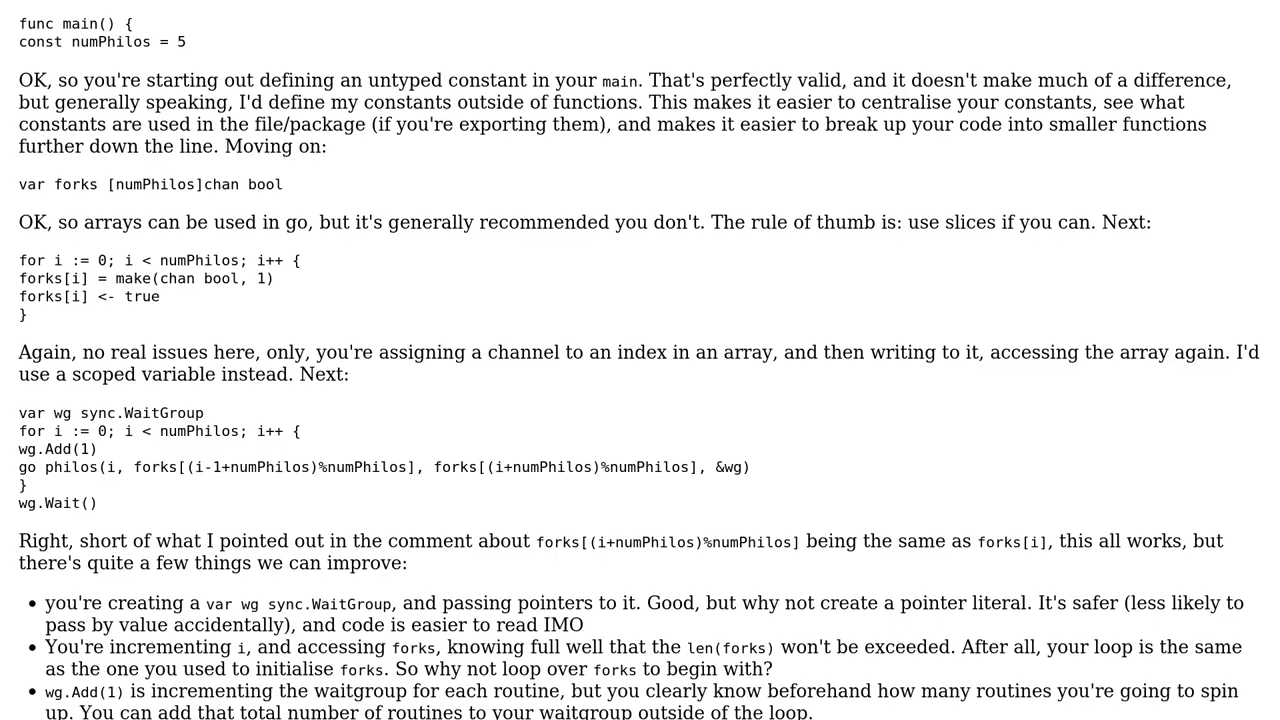 func main() {
const numPhilos = 5
OK, so you're starting out defining an untyped constant in your main. That's perfectly valid, and it doesn't make much of a difference,
but generally speaking, I'd define my constants outside of functions. This makes it easier to centralise your constants, see what
constants are used in the file/package (if you're exporting them), and makes it easier to break up your code into smaller functions
further down the line. Moving on:
var forks [numPhilos]chan bool
OK, so arrays can be used in go, but it's generally recommended you don't. The rule of thumb is: use slices if you can. Next:
for i := 0; i < numPhilos; i++ {
forks[i] = make(chan bool, 1)
forks[i] <- true
}
Again, no real issues here, only, you're assigning a channel to an index in an array, and then writing to it, accessing the array again. I'd
use a scoped variable instead. Next:
var wg sync.WaitGroup
for i := 0; i < numPhilos; i++ {
wg.Add(1)
go philos(i, forks[(i-1+numPhilos)%numPhilos], forks[(i+numPhilos)%numPhilos], &wg)
}
wg.Wait()
Right, short of what I pointed out in the comment about forks[(i+numPhilos)%numPhilos] being the same as forks[i], this all works, but
there's quite a few things we can improve:
• you're creating a var wg sync.WaitGroup, and passing pointers to it. Good, but why not create a pointer literal. It's safer (less likely to
pass by value accidentally), and code is easier to read IMO
• You're incrementing i, and accessing forks, knowing full well that the len(forks) won't be exceeded. After all, your loop is the same
as the one you used to initialise forks. So why not loop over forks to begin with?
• wg.Add(1) is incrementing the waitgroup for each routine, but you clearly know beforehand how many routines you're going to spin
up. You can add that total number of routines to your waitgroup outside of the loop.